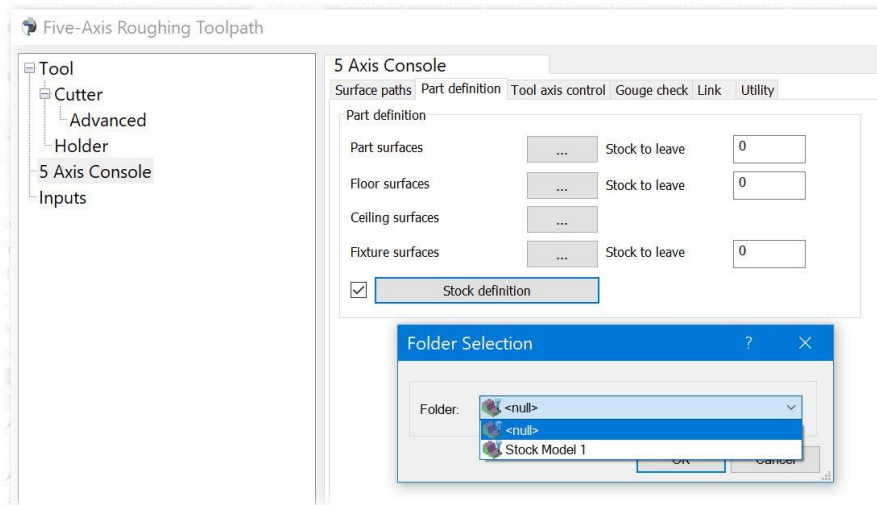 Five-Axis Roughing Toolpath
Tool
Cutter
Advanced
Holder
5 Axis Console
Inputs
5 Axis Console
Surface paths Part definition Tool axis control Gouge check Link Utility
Part definition
Part surfaces ... Stock to leave 0
Floor surfaces ... Stock to leave 0
Ceiling surfaces ...
Fixture surfaces ... Stock to leave 0
Stock definition
Folder Selection ?
Folder: <null>
<null>
Stock Model 1
OK Cancel